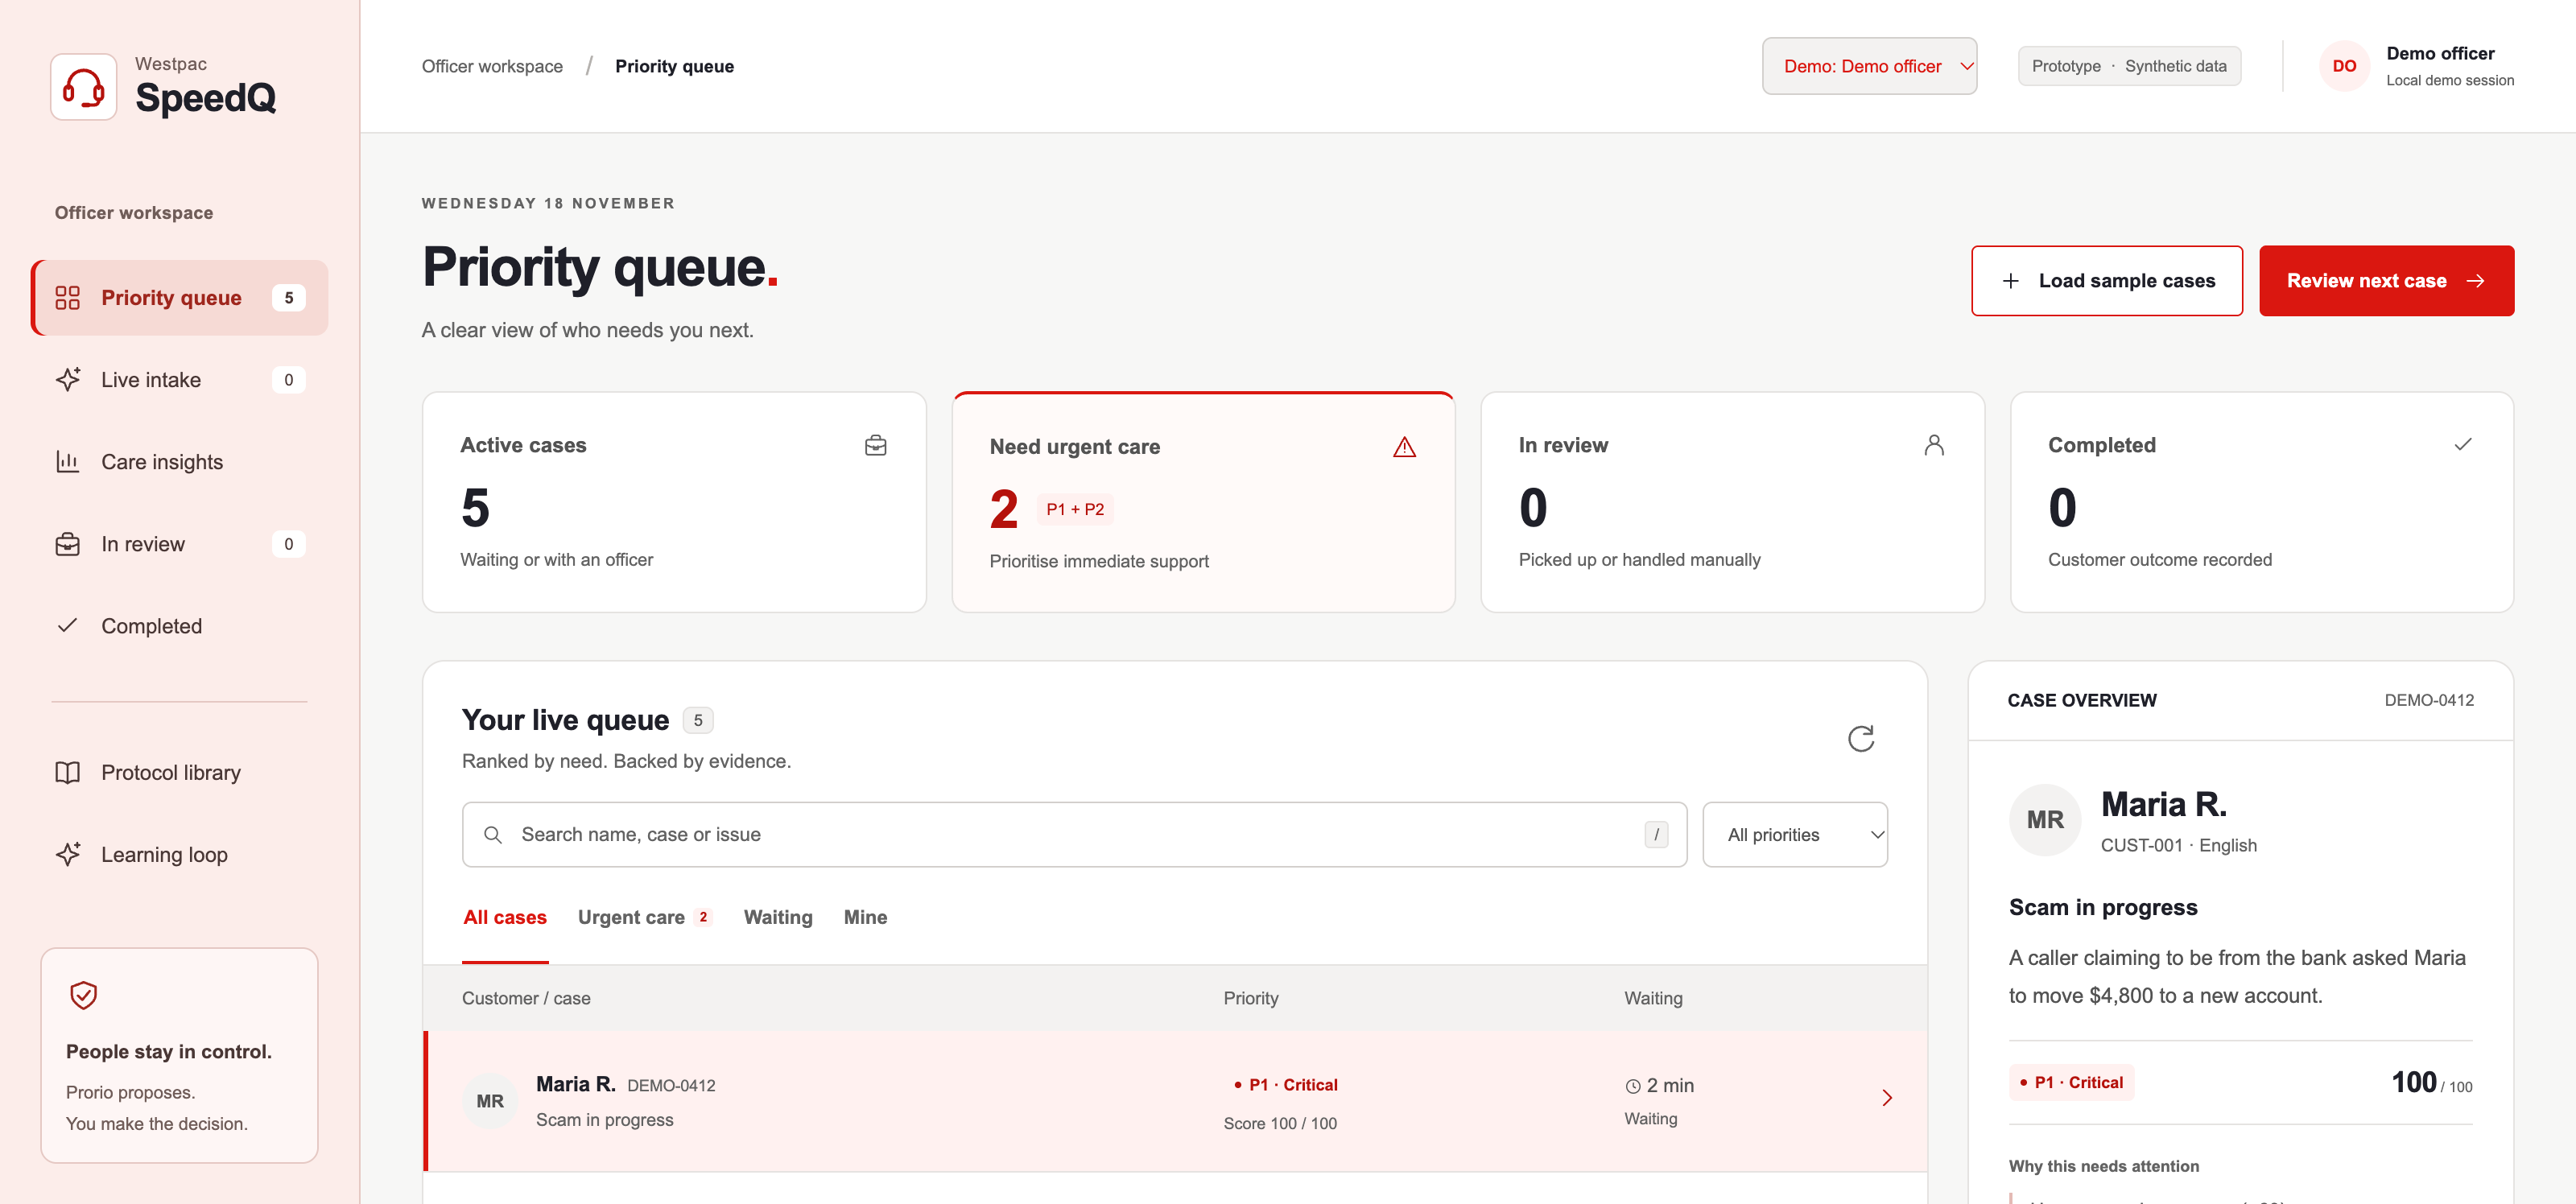 Westpac
SpeedQ
Officer workspace
Priority queue 5
Live intake 0
Care insights
In review 0
Completed
Protocol library
Learning loop
People stay in control.
Prorio proposes.
You make the decision.
Officer workspace / Priority queue
Demo: Demo officer
Prototype · Synthetic data
DO
Demo officer
Local demo session
WEDNESDAY 18 NOVEMBER
Priority queue.
A clear view of who needs you next.
+ Load sample cases
Review next case →
Active cases
5
Waiting or with an officer
Need urgent care
2 P1 + P2
Prioritise immediate support
In review
0
Picked up or handled manually
Completed
0
Customer outcome recorded
Your live queue 5
Ranked by need. Backed by evidence.
Search name, case or issue /
All priorities
All cases Urgent care 2 Waiting Mine
Customer / case Priority Waiting
MR
Maria R. DEMO-0412
Scam in progress
• P1 · Critical
Score 100 / 100
2 min
Waiting
CASE OVERVIEW DEMO-0412
MR
Maria R.
CUST-001 · English
Scam in progress
A caller claiming to be from the bank asked Maria
to move $4,800 to a new account.
• P1 · Critical 100 / 100
Why this needs attention